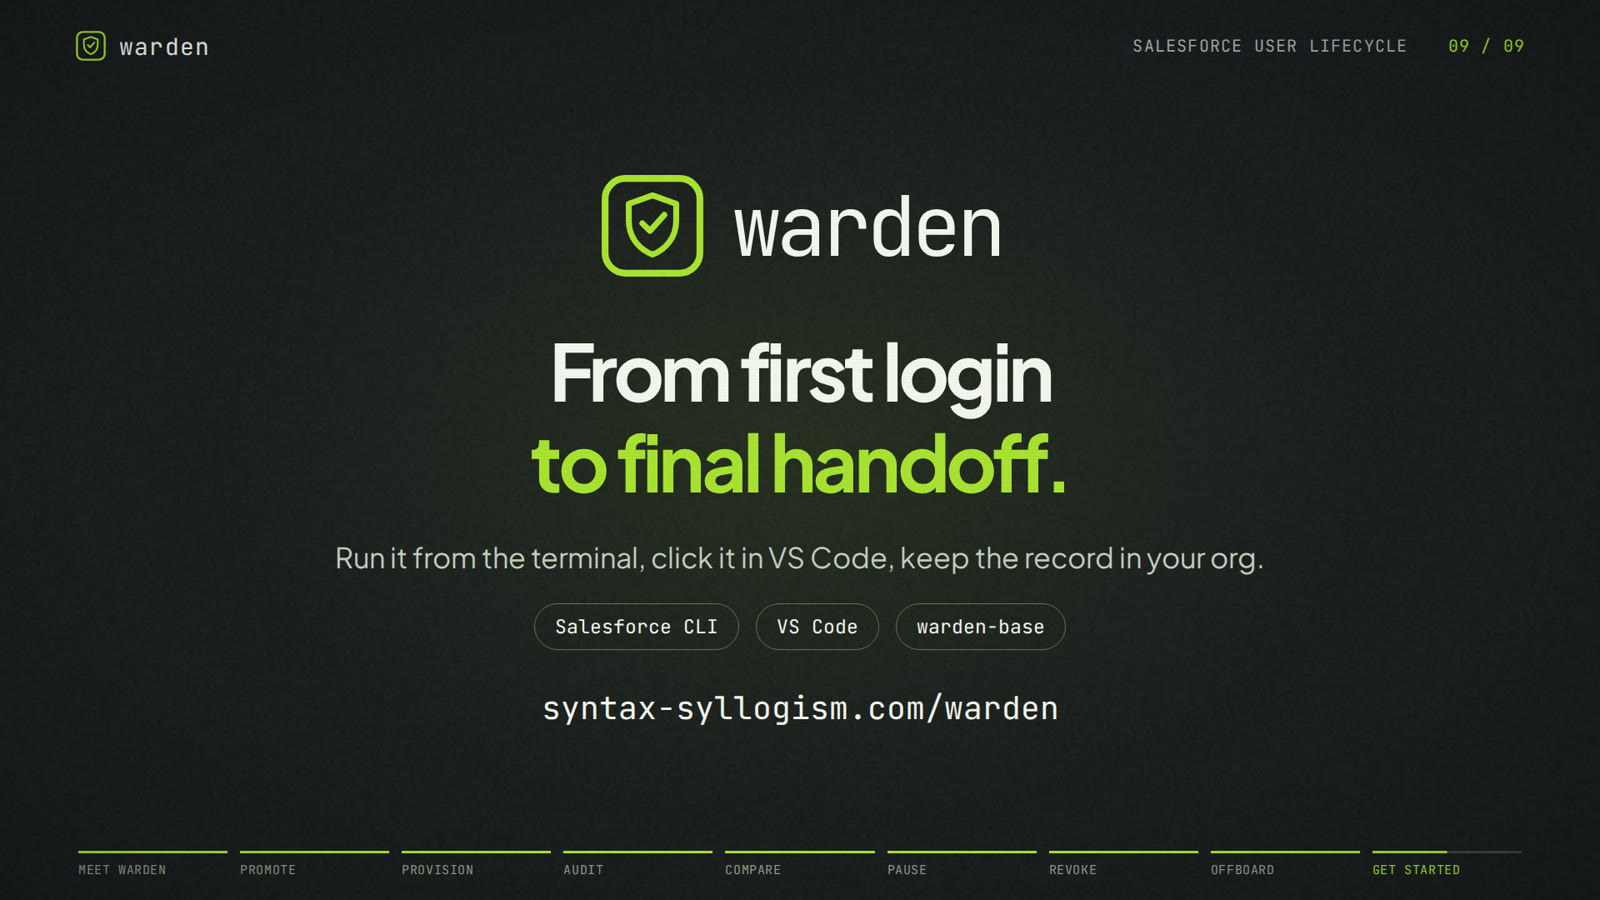 warden
SALESFORCE USER LIFECYCLE 09 / 09
warden
From first login
to final handoff.
Run it from the terminal, click it in VS Code, keep the record in your org.
Salesforce CLI VS Code warden-base
syntax-syllogism.com/warden
MEET WARDEN PROMOTE PROVISION AUDIT COMPARE PAUSE REVOKE OFFBOARD GET STARTED